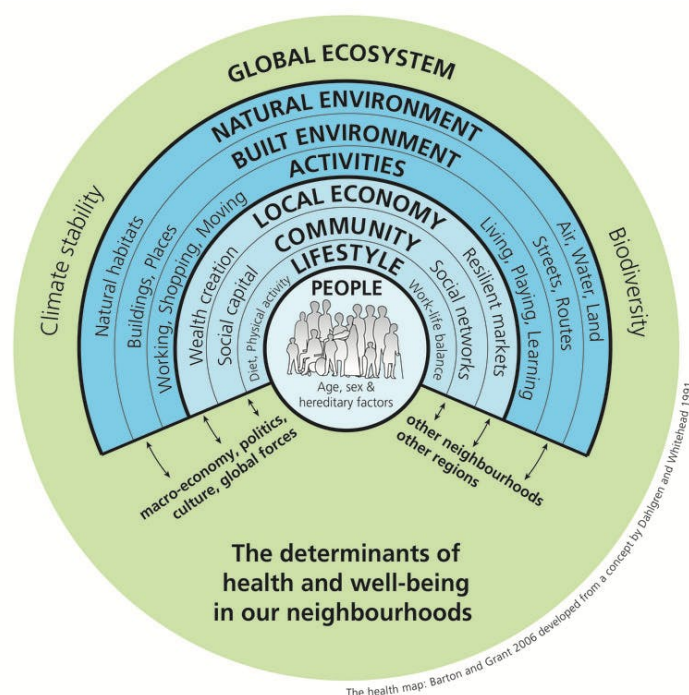 GLOBAL ECOSYSTEM
NATURAL ENVIRONMENT
BUILT ENVIRONMENT
ACTIVITIES
LOCAL ECONOMY
COMMUNITY
LIFESTYLE
PEOPLE
Age, sex &
hereditary factors
Climate stability
Natural habitats
Buildings, Places
Working, Shopping, Moving
Wealth creation
Social capital
Diet, Physical activity
Work-life balance
Social networks
Resilient markets
Living, Playing, Learning
Streets, Routes
Air, Water, Land
Biodiversity
macro-economy, politics,
culture, global forces
other neighbourhoods
other regions
The determinants of
health and well-being
in our neighbourhoods
The health map: Barton and Grant 2006 developed from a concept by Dahlgren and Whitehead 1991